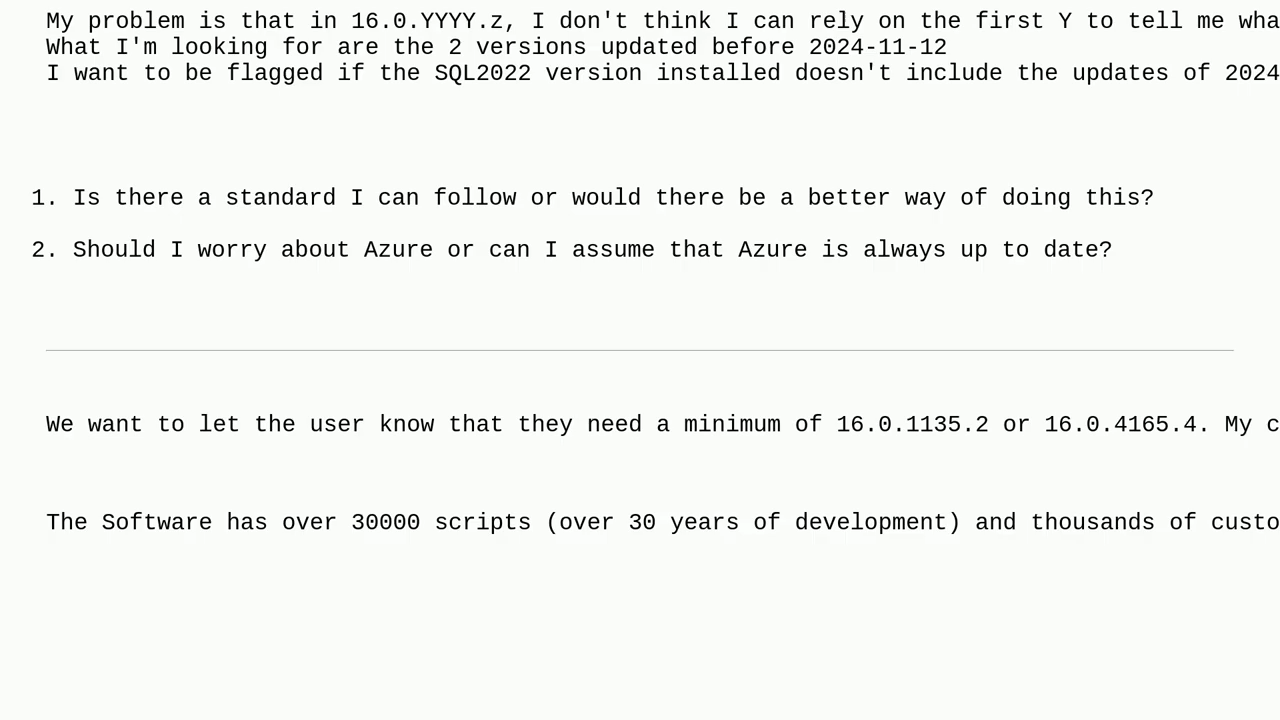 My problem is that in 16.0.YYYY.z, I don't think I can rely on the first Y to tell me
What I'm looking for are the 2 versions updated before 2024-11-12
I want to be flagged if the SQL2022 version installed doesn't include the updates of 2024
1. Is there a standard I can follow or would there be a better way of doing this?
2. Should I worry about Azure or can I assume that Azure is always up to date?
We want to let the user know that they need a minimum of 16.0.1135.2 or 16.0.4165.4. My
The Software has over 30000 scripts (over 30 years of development) and thousands of